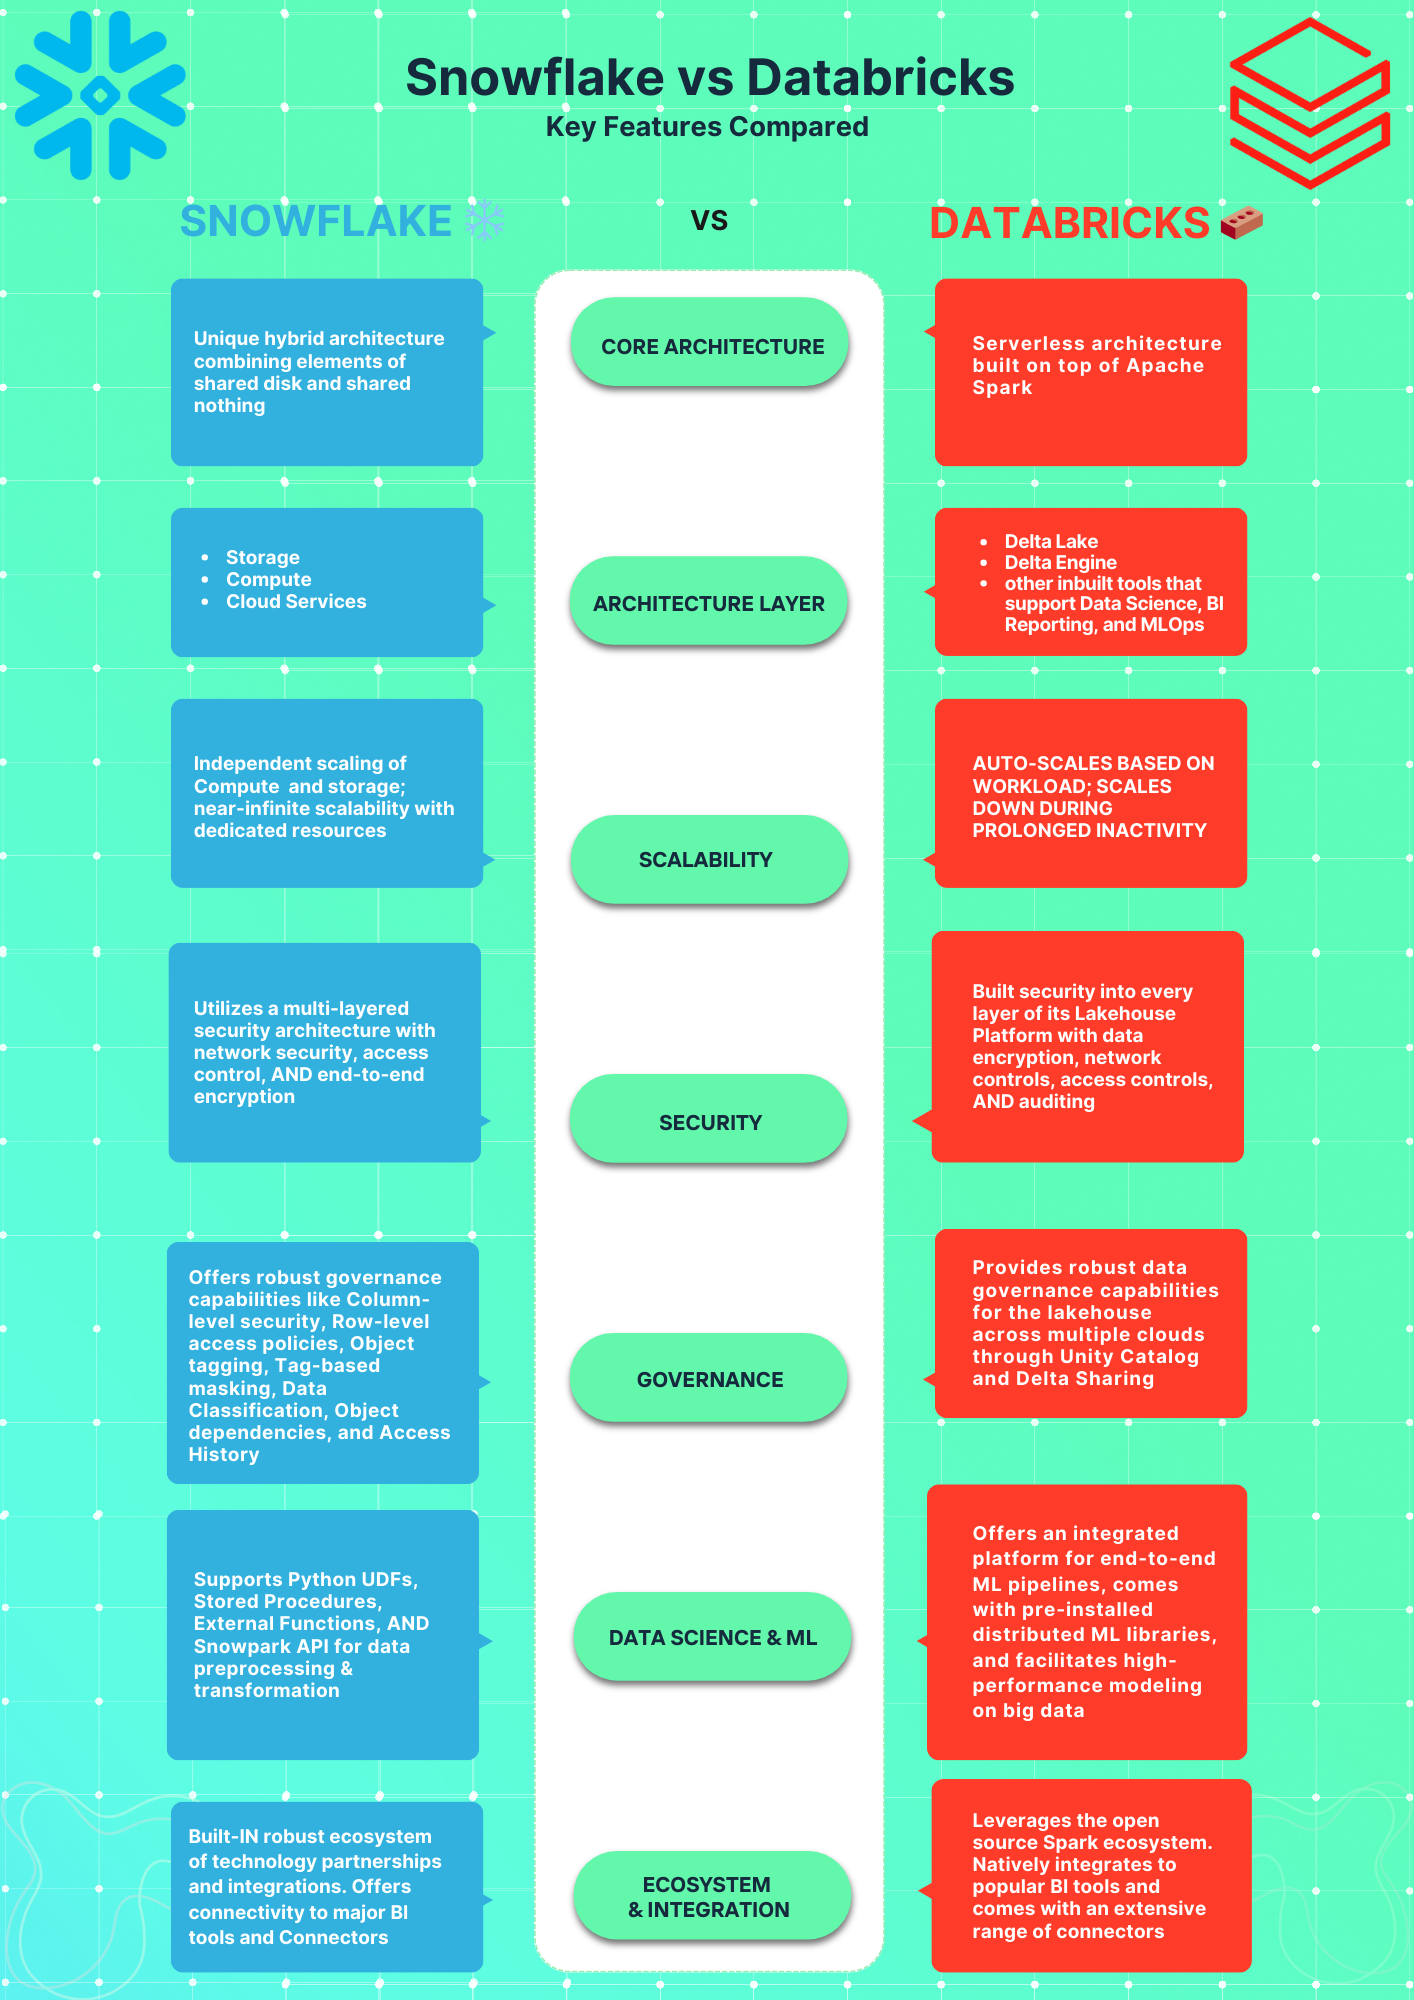 Snowflake vs Databricks
Key Features Compared
SNOWFLAKE
VS
DATABRICKS
Unique hybrid architecture
combining elements of
shared disk and shared
nothing
CORE ARCHITECTURE
Serverless architecture
built on top of Apache
Spark
• Storage
• Compute
• Cloud Services
ARCHITECTURE LAYER
• Delta Lake
• Delta Engine
• other inbuilt tools that
support Data Science, BI
Reporting, and MLOps
Independent scaling of
Compute and storage;
near-infinite scalability with
dedicated resources
SCALABILITY
AUTO-SCALES BASED ON
WORKLOAD; SCALES
DOWN DURING
PROLONGED INACTIVITY
Utilizes a multi-layered
security architecture with
network security, access
control, AND end-to-end
encryption
SECURITY
Built security into every
layer of its Lakehouse
Platform with data
encryption, network
controls, access controls,
AND auditing
Offers robust governance
capabilities like Column-
level security, Row-level
access policies, Object
tagging, Tag-based
masking, Data
Classification, Object
dependencies, and Access
History
GOVERNANCE
Provides robust data
governance capabilities
for the lakehouse
across multiple clouds
through Unity Catalog
and Delta Sharing
Supports Python UDFs,
Stored Procedures,
External Functions, AND
Snowpark API for data
preprocessing &
transformation
DATA SCIENCE & ML
Offers an integrated
platform for end-to-end
ML pipelines, comes
with pre-installed
distributed ML libraries,
and facilitates high-
performance modeling
on big data
Built-IN robust ecosystem
of technology partnerships
and integrations. Offers
connectivity to major BI
tools and Connectors
ECOSYSTEM
& INTEGRATION
Leverages the open
source Spark ecosystem.
Natively integrates to
popular BI tools and
comes with an extensive
range of connectors